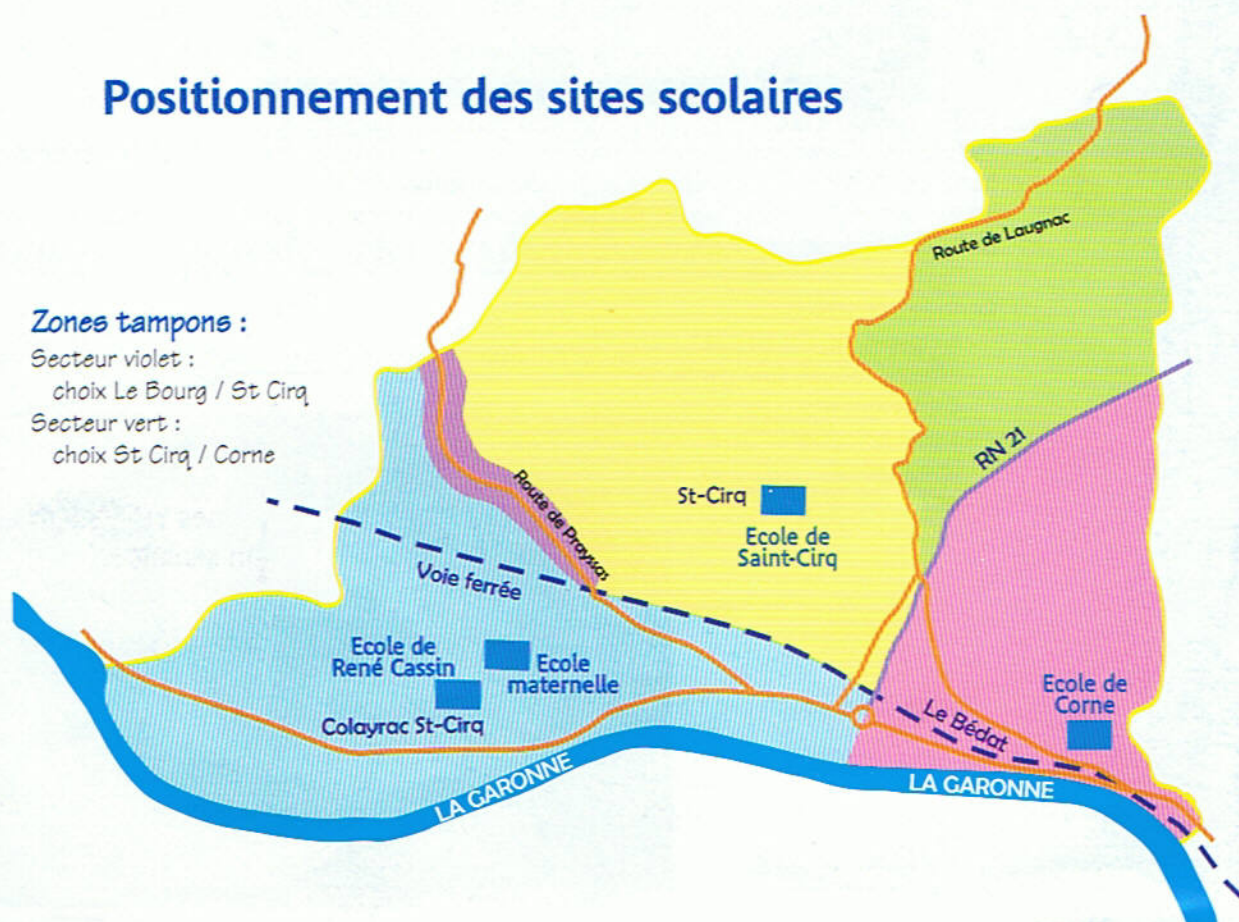 Positionnement des sites scolaires
Zones tampons :
Secteur violet :
choix Le Bourg / St Cirq
Secteur vert :
choix St Cirq / Corne
Route de Laugnac
RN 21
Route de Prayssas
St-Cirq
Ecole de
Saint-Cirq
Voie ferrée
Ecole de
René Cassin
Ecole
maternelle
Colayrac St-Cirq
Ecole de
Corne
Le Bédat
LA GARONNE
LA GARONNE